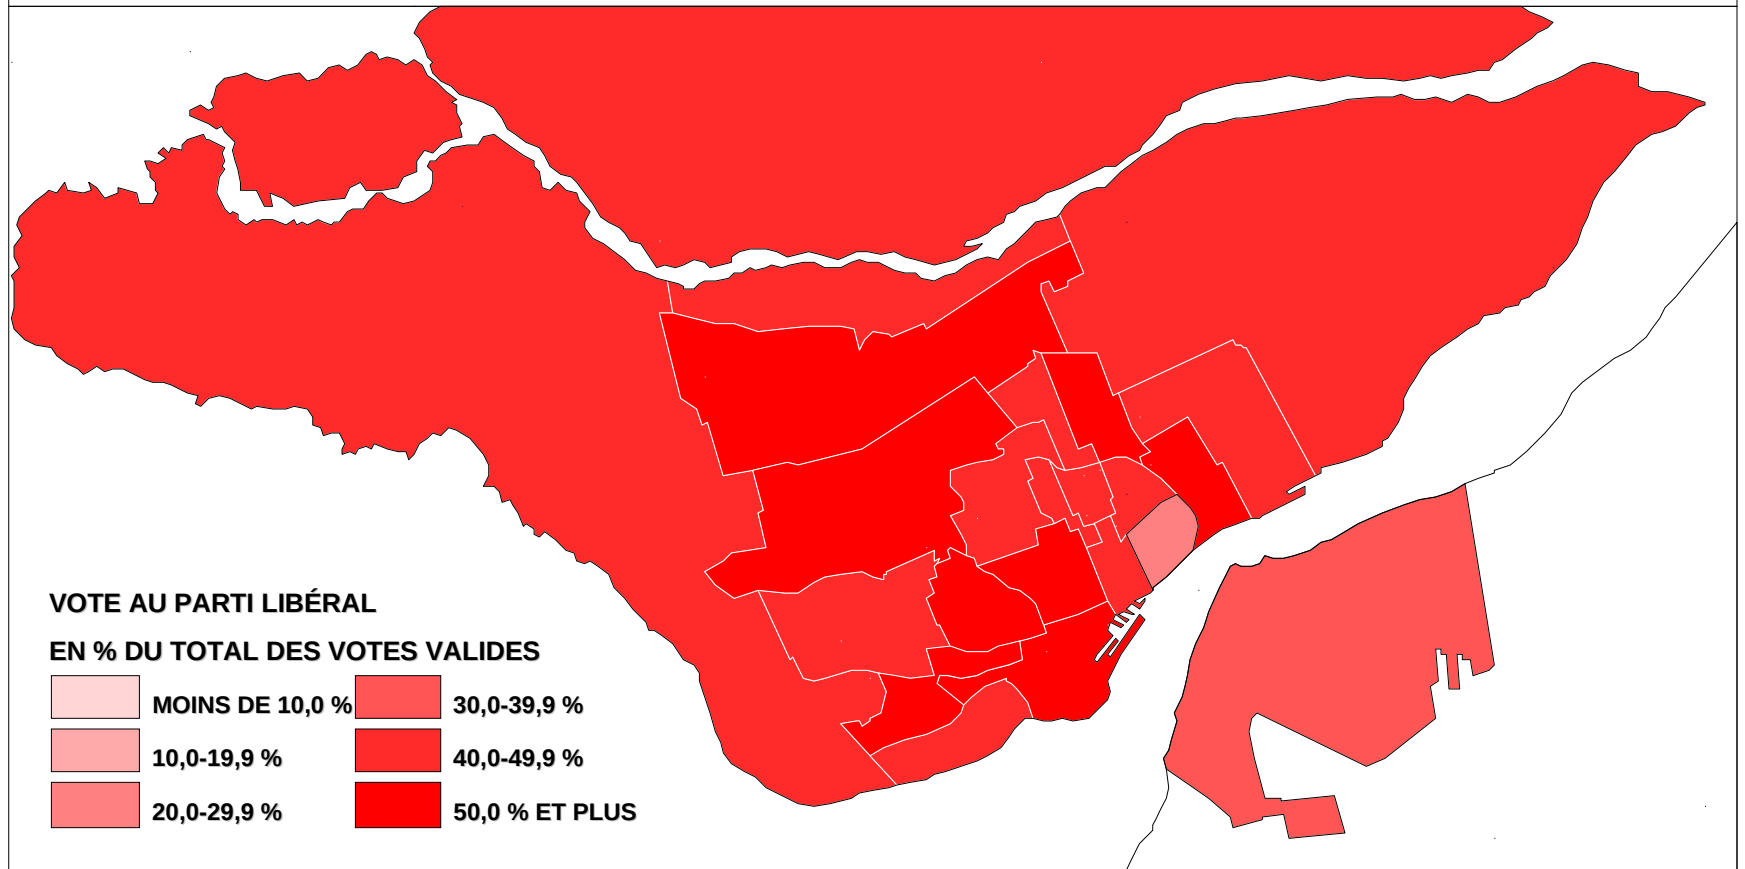 VOTE AU PARTI LIBÉRAL
EN % DU TOTAL DES VOTES VALIDES
MOINS DE 10,0 %
10,0-19,9 %
20,0-29,9 %
30,0-39,9 %
40,0-49,9 %
50,0 % ET PLUS